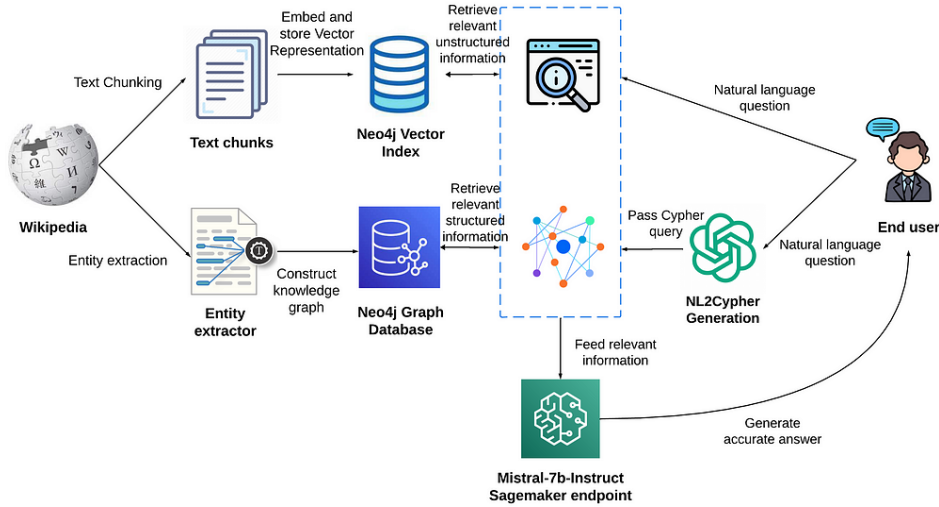 Text Chunking
Text chunks
Embed and
store Vector
Representation
Neo4j Vector
Index
Retrieve
relevant
unstructured
information
Natural language
question
Wikipedia
Entity extraction
Entity
extractor
Construct
knowledge
graph
Neo4j Graph
Database
Retrieve
relevant
structured
information
Pass Cypher
query
NL2Cypher
Generation
Natural language
question
End user
Feed relevant
information
Mistral-7b-Instruct
Sagemaker endpoint
Generate
accurate answer